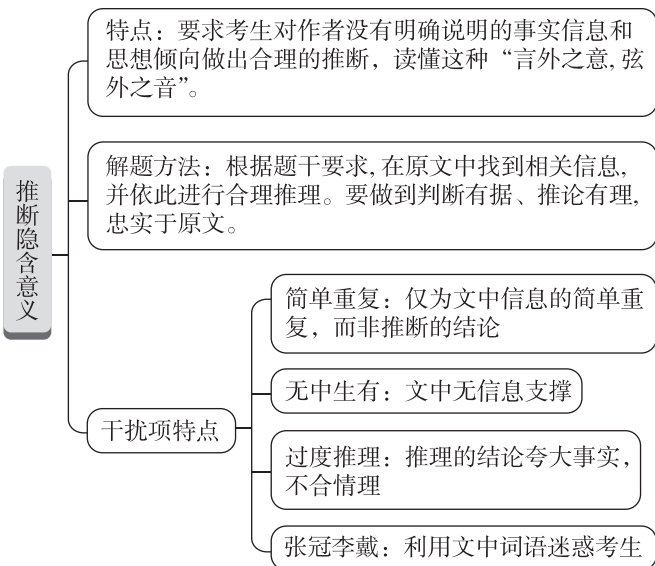 特点：要求考生对作者没有明确说明的事实信息和
思想倾向做出合理的推断，读懂这种“言外之意,弦
外之音”。
解题方法：根据题干要求,在原文中找到相关信息,
并依此进行合理推理。要做到判断有据、推论有理,
忠实于原文。
推断隐含意义
简单重复：仅为文中信息的简单重
复，而非推断的结论
无中生有：文中无信息支撑
干扰项特点
过度推理：推理的结论夸大事实，
不合情理
张冠李戴：利用文中词语迷惑考生